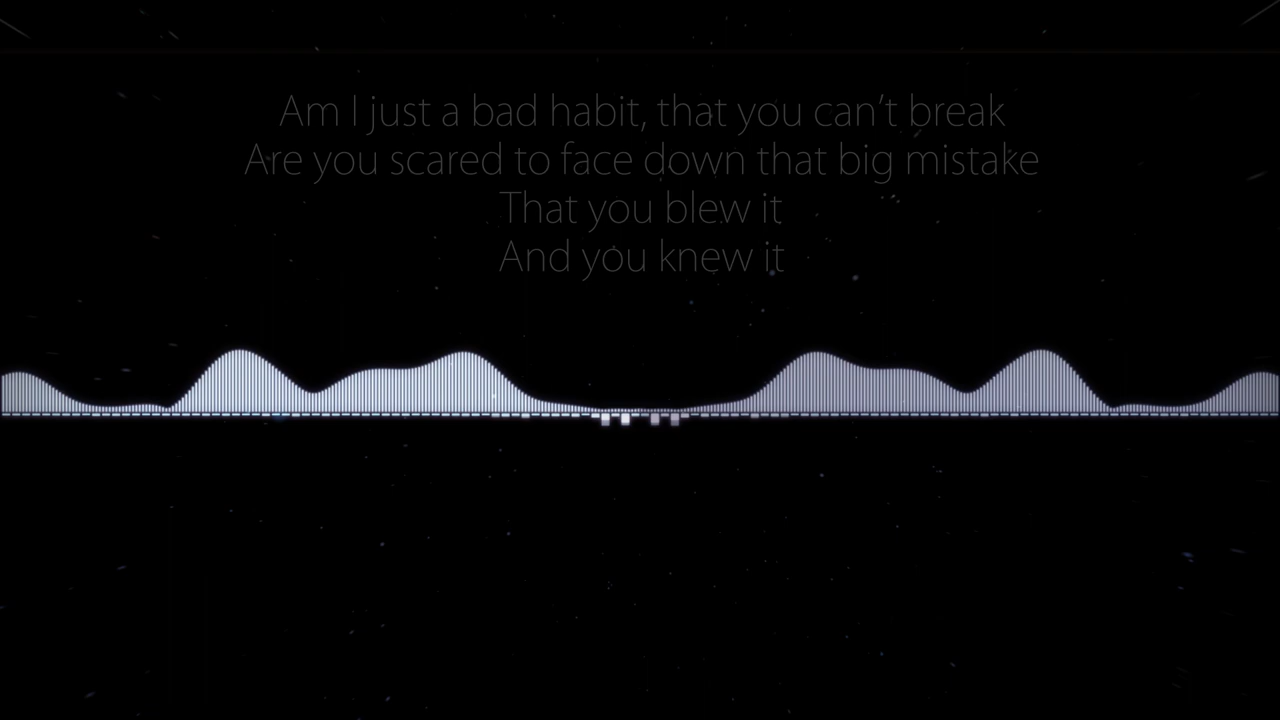 Am I just a bad habit, that you can't break
Are you scared to face down that big mistake
That you blew it
And you knew it